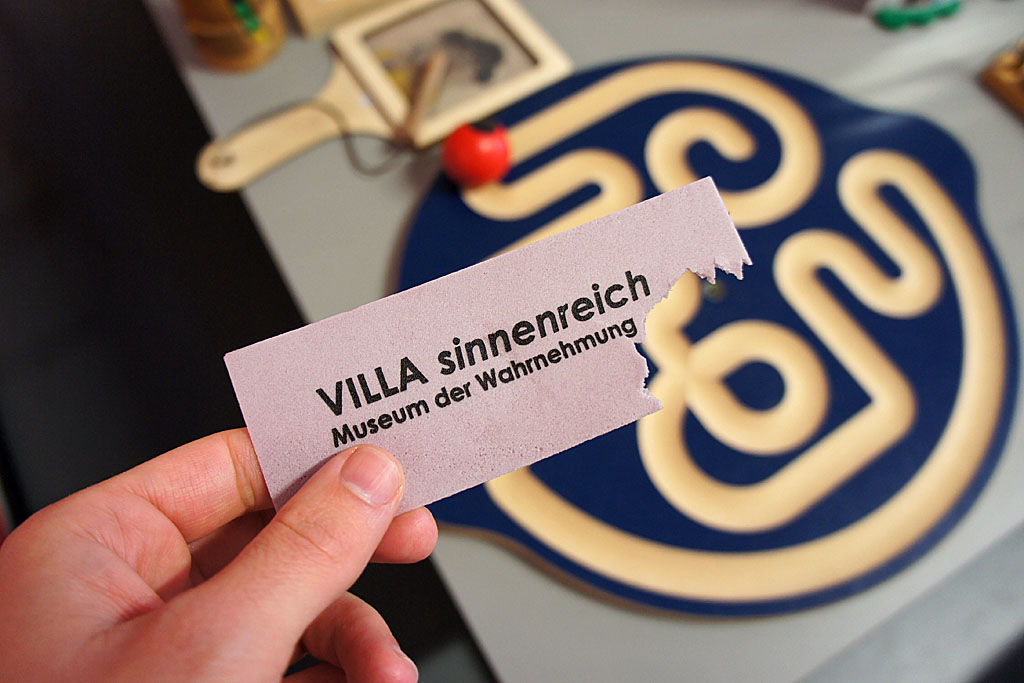 VILLA sinnenreich
Museum der Wahrnehmung